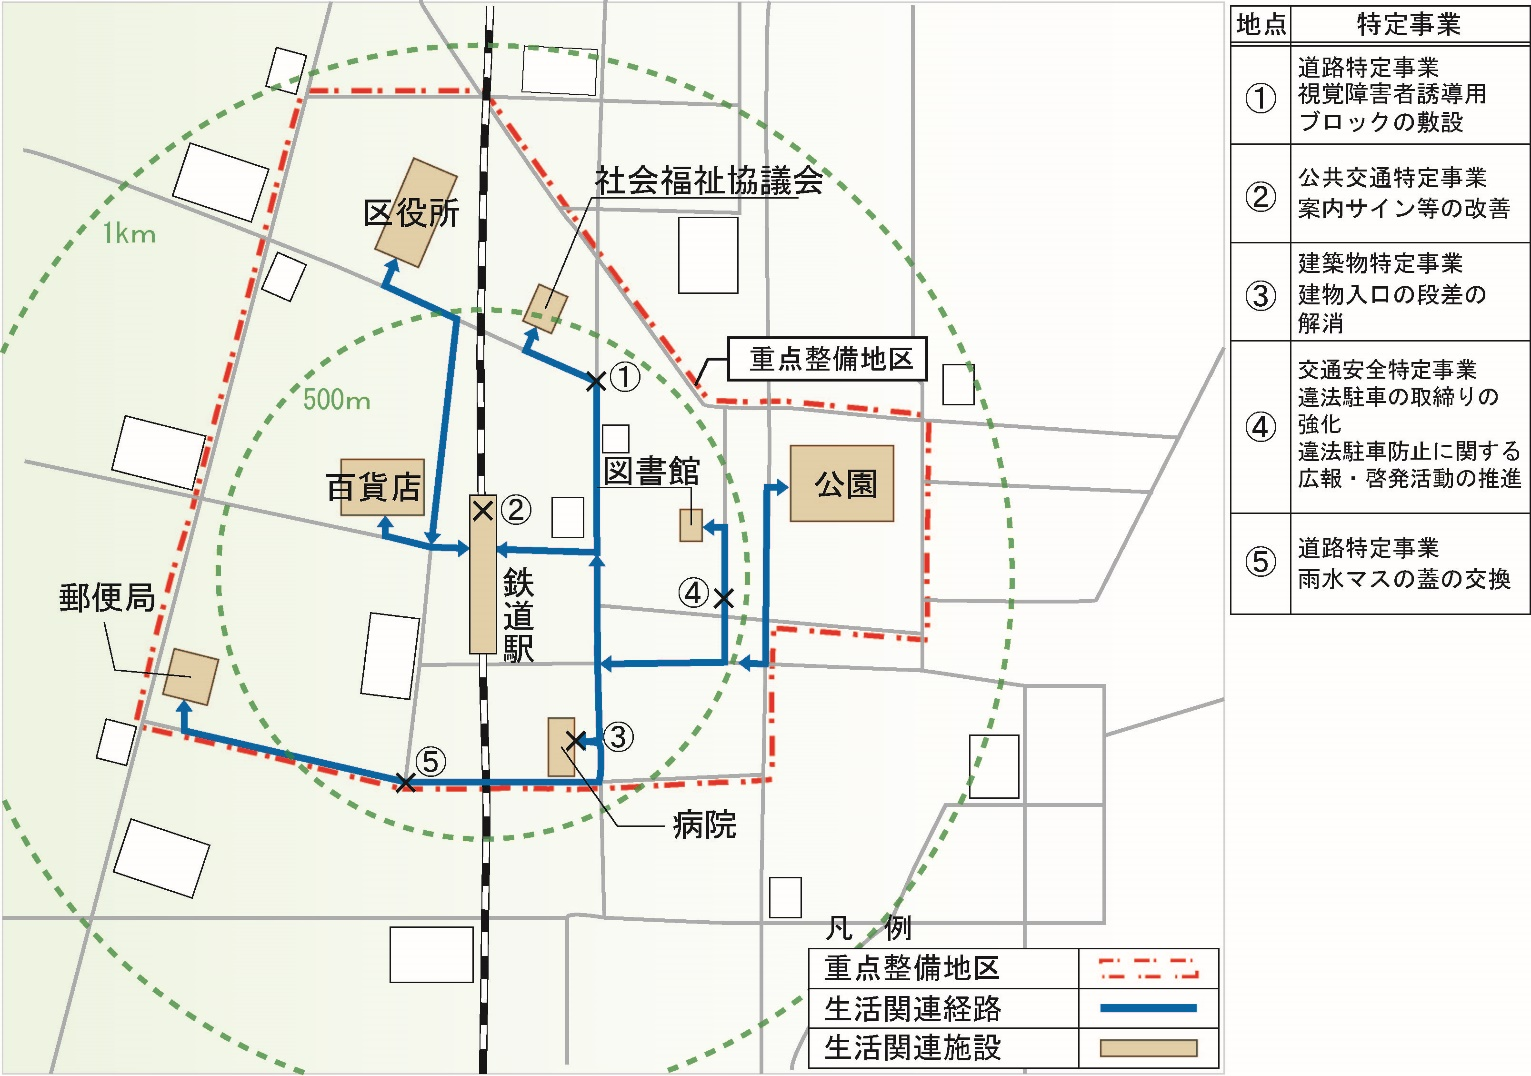 社会福祉協議会
区役所
1km
重点整備地区
①
500m
図書館
百貨店
公園
②
鉄道駅
④
郵便局
③
⑤
病院
凡 例
重点整備地区
生活関連経路
生活関連施設
地点 特定事業
① 道路特定事業
視覚障害者誘導用
ブロックの敷設
② 公共交通特定事業
案内サイン等の改善
③ 建築物特定事業
建物入口の段差の
解消
④ 交通安全特定事業
違法駐車の取締りの
強化
違法駐車防止に関する
広報・啓発活動の推進
⑤ 道路特定事業
雨水マスの蓋の交換